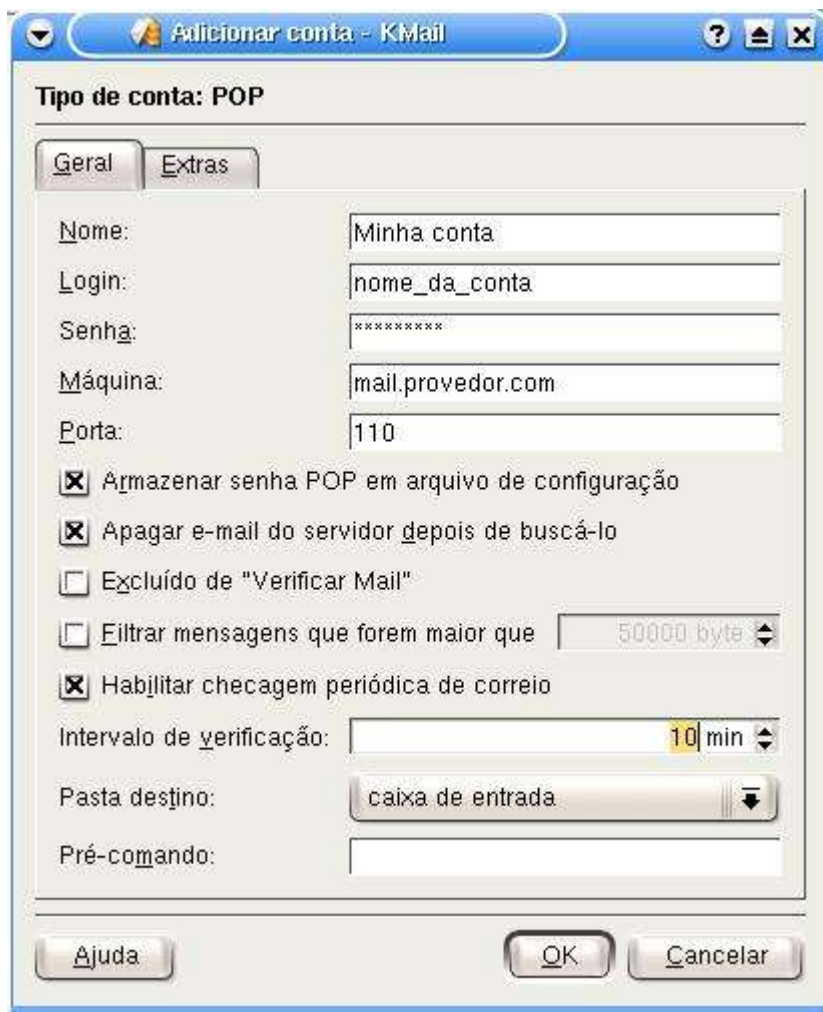 Adicionar conta - KMail
Tipo de conta: POP
Geral Extras
Nome: Minha conta
Login: nome_da_conta
Senha: *********
Máquina: mail.provedor.com
Porta: 110
Armazenar senha POP em arquivo de configuração
Apagar e-mail do servidor depois de buscá-lo
Excluído de "Verificar Mail"
Filtrar mensagens que forem maior que 50000 byte
Habilitar checagem periódica de correio
Intervalo de verificação: 10 min
Pasta destino: caixa de entrada
Pré-comando:
Ajuda OK Cancelar